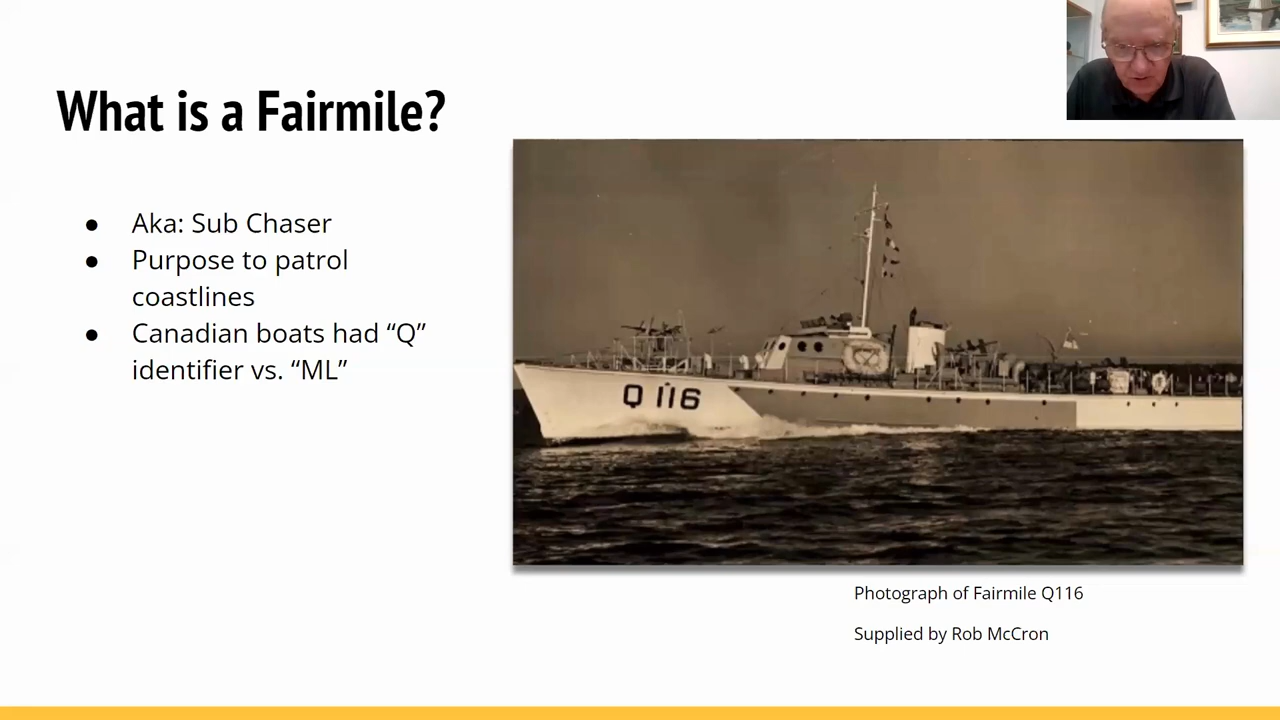 What is a Fairmile?
● Aka: Sub Chaser
● Purpose to patrol
coastlines
● Canadian boats had “Q”
identifier vs. “ML”
Q 116
Photograph of Fairmile Q116
Supplied by Rob McCron